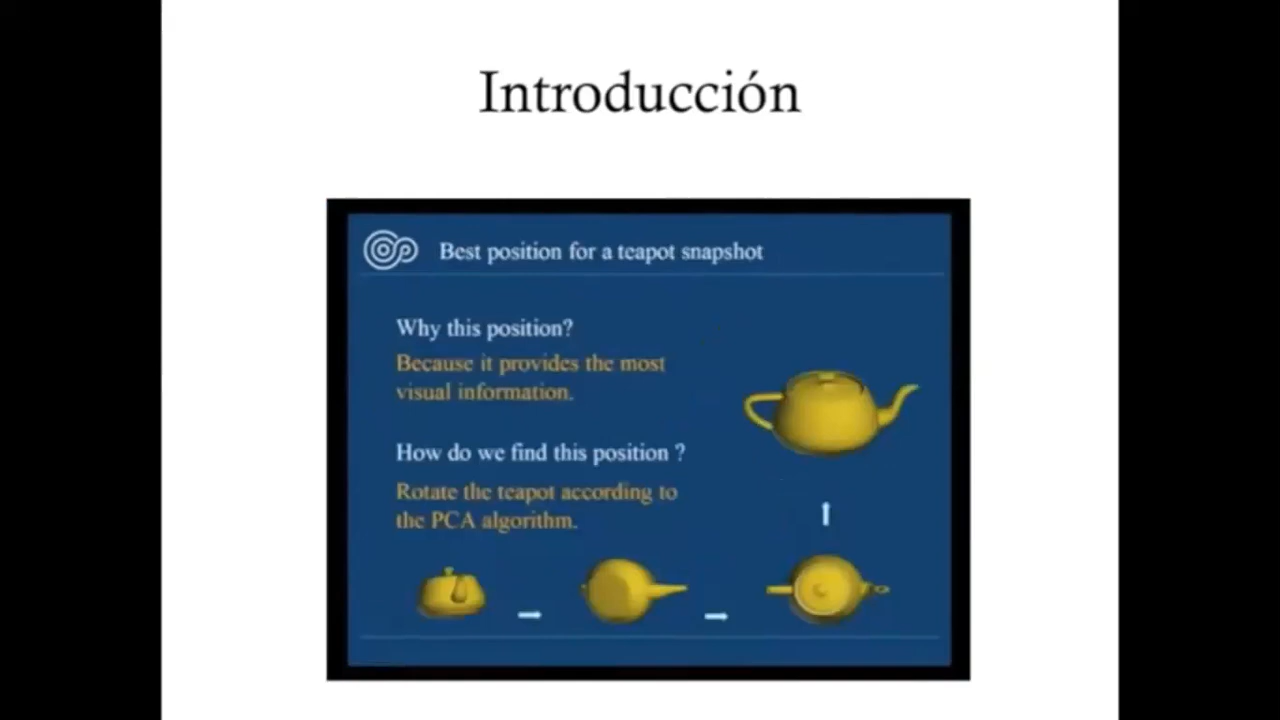 Introducción
Best position for a teapot snapshot
Why this position?
Because it provides the most
visual information.
How do we find this position ?
Rotate the teapot according to
the PCA algorithm.